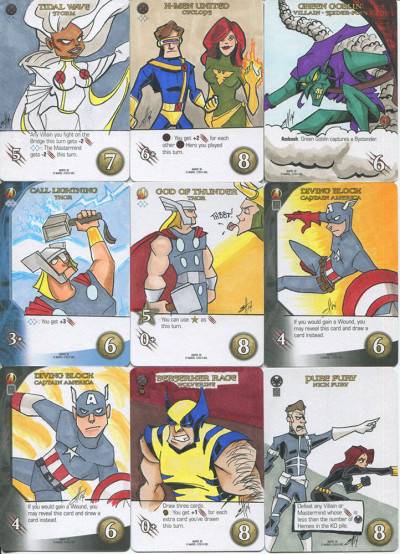 TIDAL WAVE
STORM
Any Villain you fight on the
Bridge this turn gets -2
: The Mastermind
gets -2 this turn.
5
7
X-MEN UNITED
CYCLOPS
: You get +2 for each
other Hero you played
this turn.
6+
8
GREEN GOBLIN
VILLAIN - SPIDER-FOES
Ambush: Green Goblin captures a Bystander.
6
CALL LIGHTNING
THOR
: You get +3
3+
6
GOD OF THUNDER
THOR
THBBT!
5
You can use as
this turn.
0+
8
DIVING BLOCK
CAPTAIN AMERICA
If you would gain a Wound, you
may reveal this card and draw a
card instead.
4
6
DIVING BLOCK
CAPTAIN AMERICA
If you would gain a Wound, you
may reveal this card and draw a
card instead.
4
6
BERSERKER RAGE
WOLVERINE
Draw three cards.
: You get +1 for each
extra card you've drawn
this turn.
0+
8
PURE FURY
NICK FURY
Defeat any Villain or
Mastermind whose is
less than the number of
Heroes in the KO pile.
8